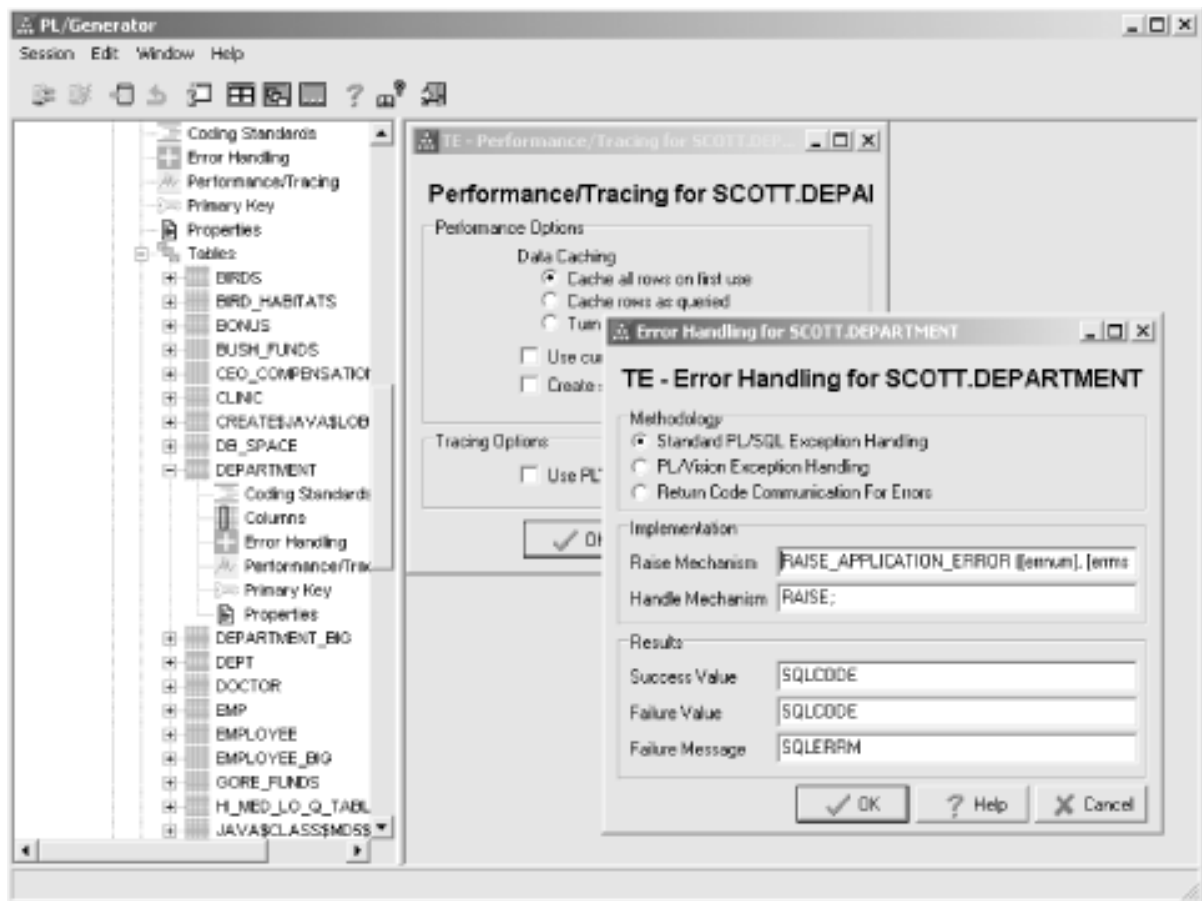 PL/Generator
Session Edit Window Help
Coding Standards
Error Handling
Performance/Tracing
Primary Key
Properties
Tables
BIRDS
BIRD_HABITATS
BONUS
BUSH_FUNDS
CEO_COMPENSATION
CLINIC
CREATE$JAVA$LOB
DB_SPACE
DEPARTMENT
Coding Standards
Columns
Error Handling
Performance/Trac
Primary Key
Properties
DEPARTMENT_BIG
DEPT
DOCTOR
EMP
EMPLOYEE
EMPLOYEE_BIG
GORE_FUNDS
HI_MED_LO_Q_TABL
JAVA$CLASS$MD5$
TE - Performance/Tracing for SCOTT.DEP...
Performance/Tracing for SCOTT.DEPAI
Performance Options
Data Caching
Cache all rows on first use
Cache rows as queried
Turn
Use cur
Create s
Tracing Options
Use PL
OK
Error Handling for SCOTT.DEPARTMENT
TE - Error Handling for SCOTT.DEPARTMENT
Methodology
Standard PL/SQL Exception Handling
PL/Vision Exception Handling
Return Code Communication For Errors
Implementation
Raise Mechanism RAISE_APPLICATION_ERROR ([errnum], [errms
Handle Mechanism RAISE;
Results
Success Value SQLCODE
Failure Value SQLCODE
Failure Message SQLERRM
OK Help Cancel